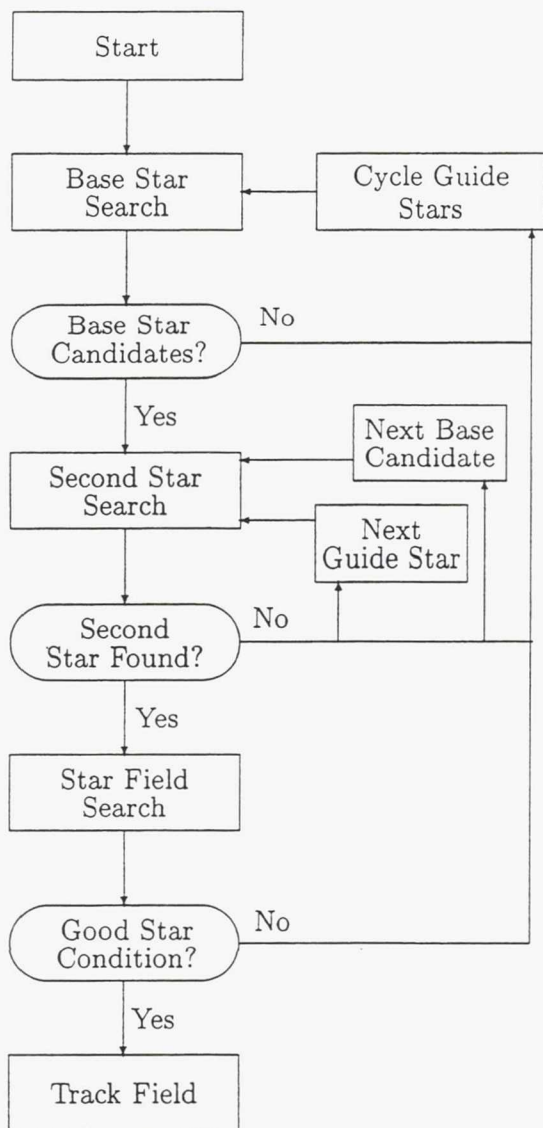 Start
Base Star
Search
Cycle Guide
Stars
Base Star
Candidates?
No
Yes
Next Base
Candidate
Second Star
Search
Next
Guide Star
Second
Star Found?
No
Yes
Star Field
Search
Good Star
Condition?
No
Yes
Track Field